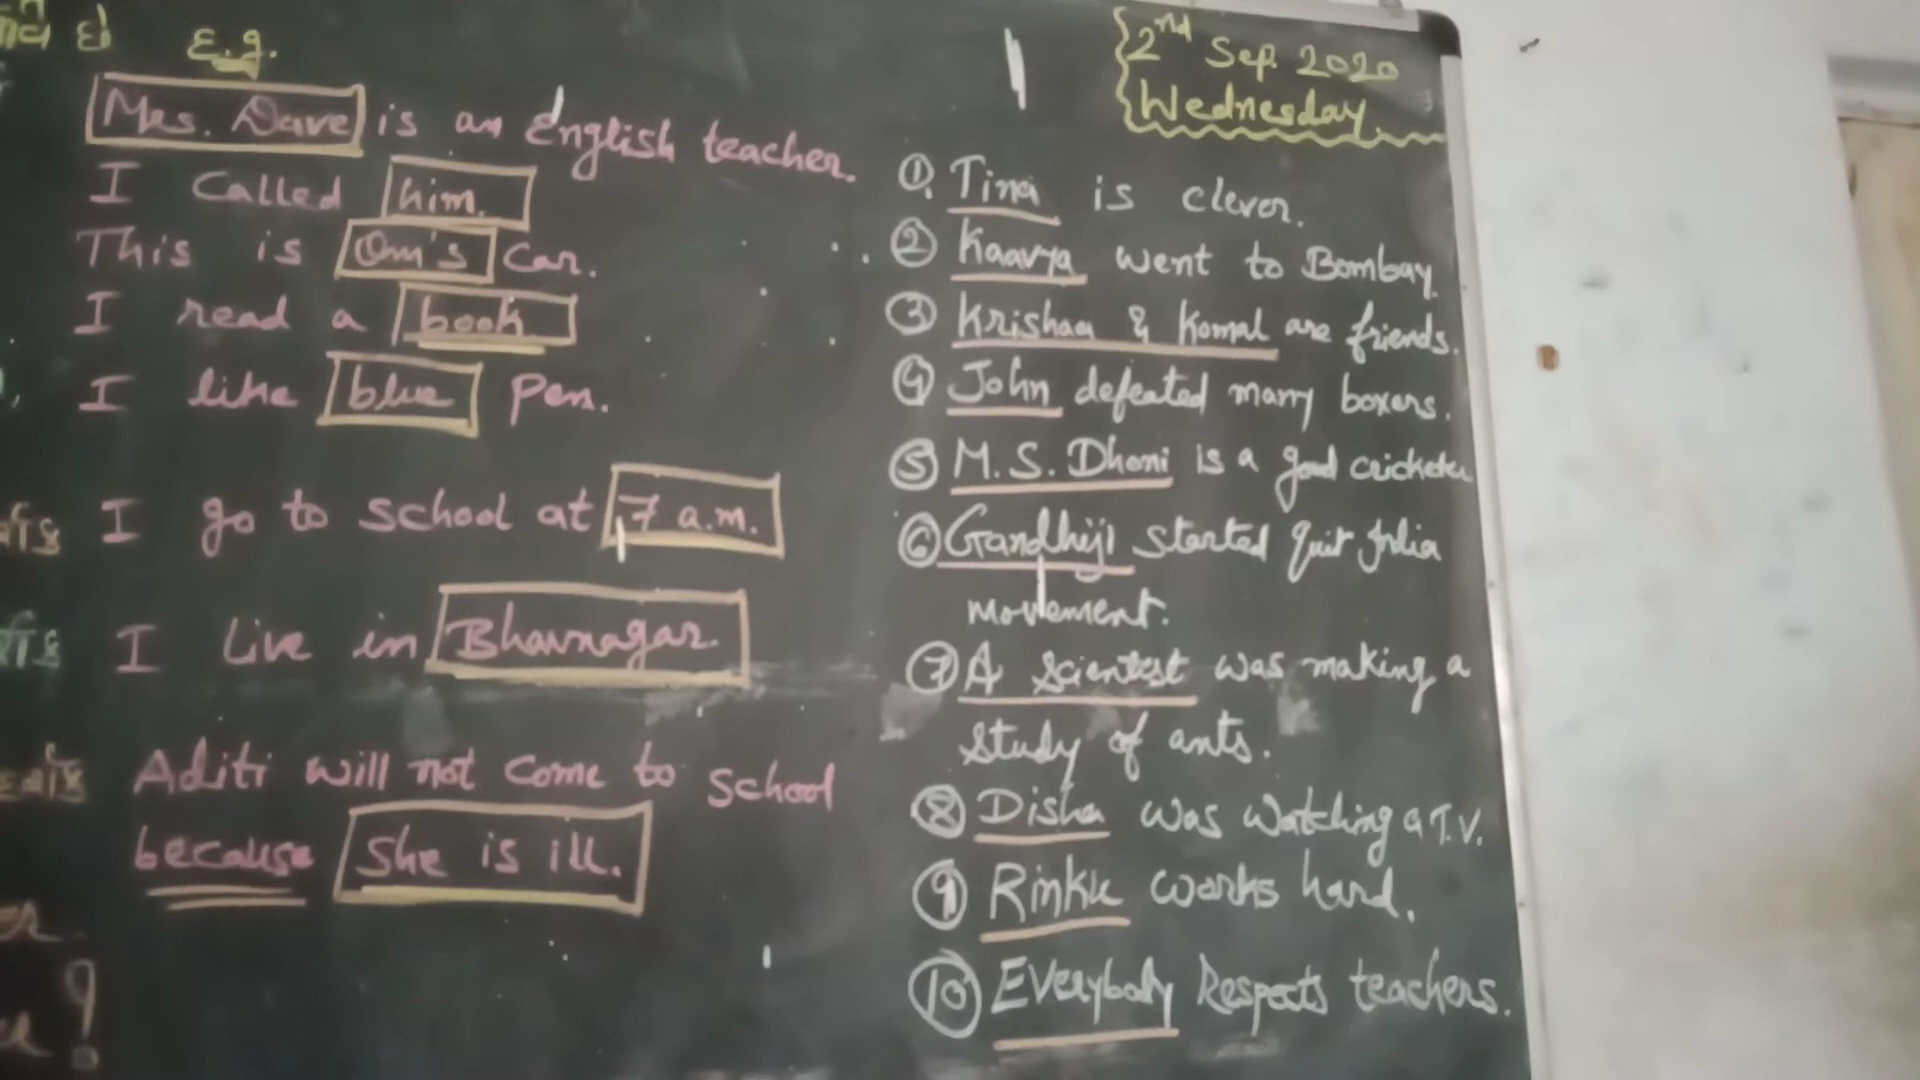 છે E.g.
Mrs. Dave is an English teacher.
I Called him.
This is Om's Car.
I read a book
I like blue Pen.
I go to school at 7 a.m.
I Live in Bhavnagar.
Aditi will not come to school
because She is ill.
2nd Sep. 2020
Wednesday.
① Tina is clever.
② Kaavya went to Bombay.
③ Krishna & Komal are friends.
④ John defeated many boxers.
⑤ M.S. Dhoni is a good cricketer
⑥ Gandhiji started Quit India
movement.
⑦ A Scientist was making a
Study of ants.
⑧ Disha was watching a T.V.
⑨ Rinku works hard.
⑩ Everybody Respects teachers.